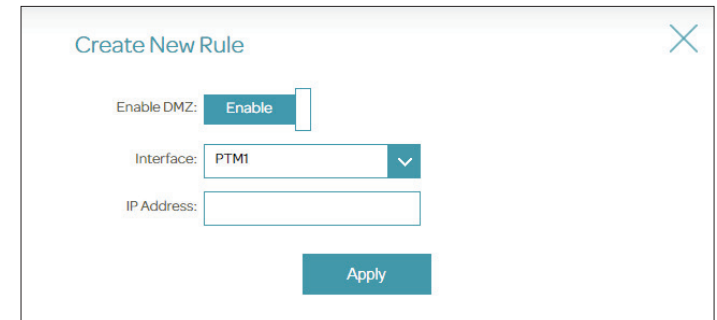 Create New Rule
Enable DMZ: Enable
Interface: PTM1
IP Address:
Apply